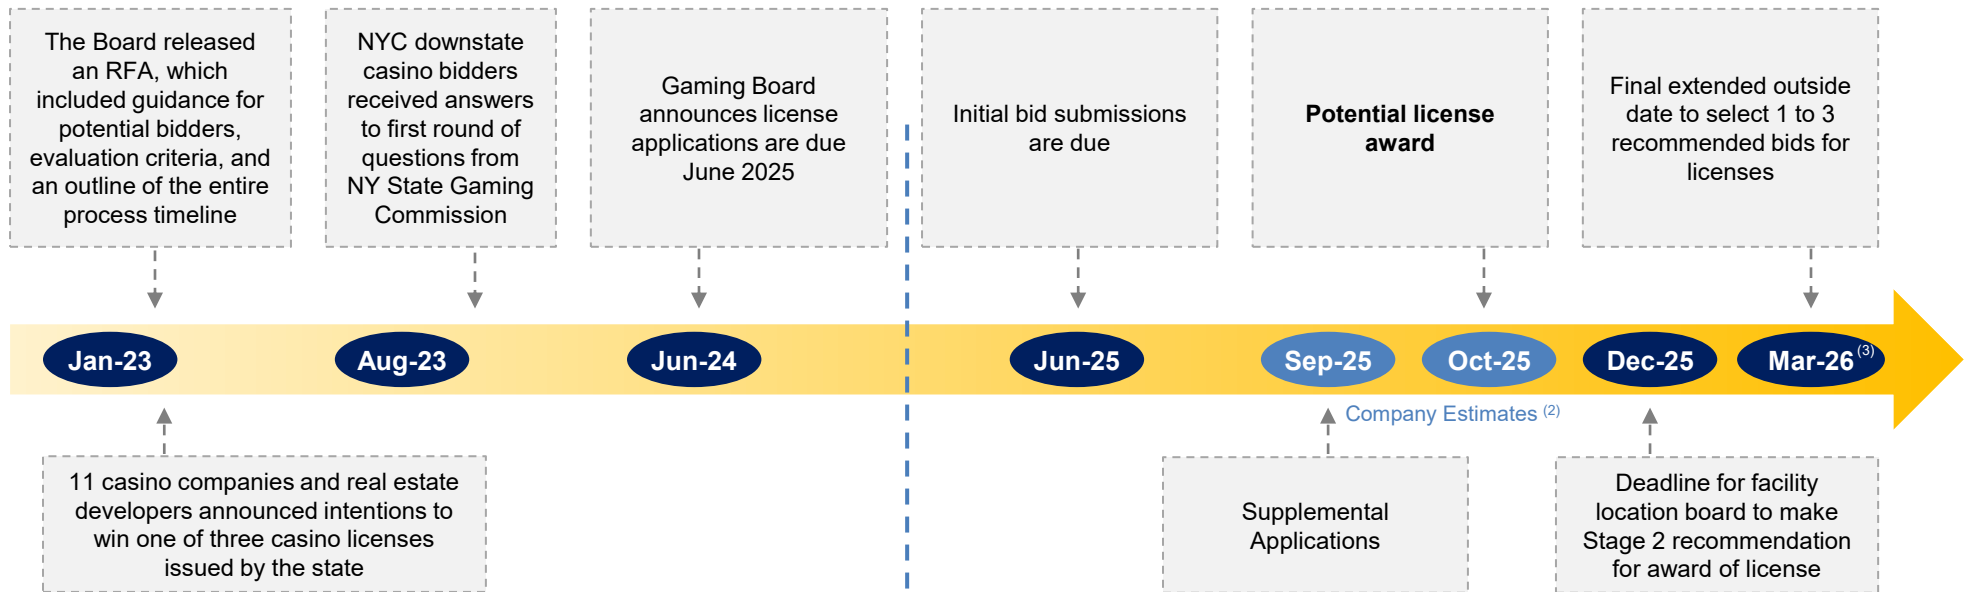 The Board released
an RFA, which
included guidance for
potential bidders,
evaluation criteria, and
an outline of the entire
process timeline
NYC downstate
casino bidders
received answers
to first round of
questions from
NY State Gaming
Commission
Gaming Board
announces license
applications are due
June 2025
Initial bid submissions
are due
Potential license
award
Final extended outside
date to select 1 to 3
recommended bids for
licenses
Jan-23
Aug-23
Jun-24
Jun-25
Sep-25
Oct-25
Dec-25
Mar-26 (3)
Company Estimates (2)
11 casino companies and real estate
developers announced intentions to
win one of three casino licenses
issued by the state
Supplemental
Applications
Deadline for facility
location board to make
Stage 2 recommendation
for award of license